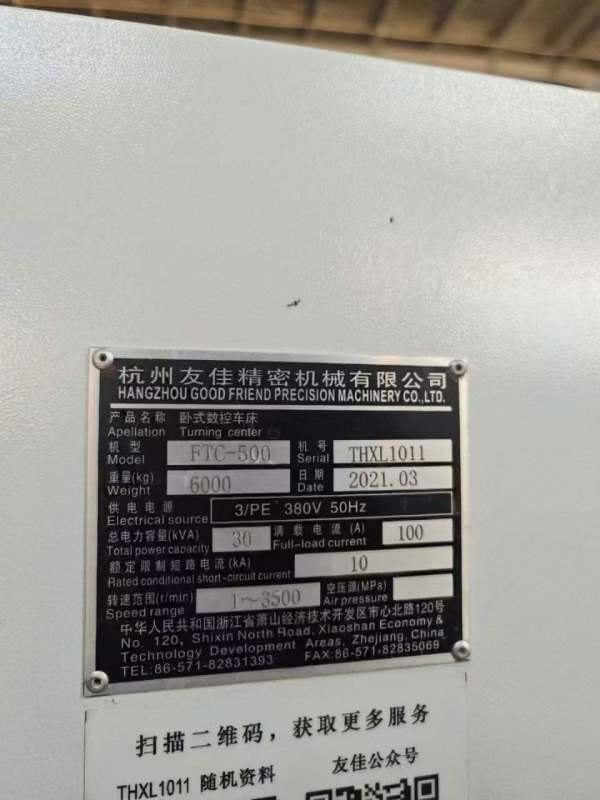 杭州友佳精密机械有限公司
HANGZHOU GOOD FRIEND PRECISION MACHINERY CO.,LTD.
产品名称 卧式数控车床
Apellation Turning center
机型 FTC-500 机号 THXL1011
Model Serial
重量(kg) 6000 日期 2021.03
Weight Date
供电电源 3/PE 380V 50Hz
Electrical source
总电力容量(kVA) 30 满载电流(A) 100
Total power capacity Full-load current
额定限制短路电流(kA) 10
Rated conditional short-circuit current
转速范围(r/min) 1～3500 空压源(MPa)
Speed range Air pressure
中华人民共和国浙江省萧山经济技术开发区市心北路120号
No. 120, Shixin North Road, Xiaoshan Economy &
Technology Development Areas, Zhejiang, China
TEL:86-571-82831393 FAX:86-571-82835069
扫描二维码，获取更多服务
THXL1011 随机资料 友佳公众号